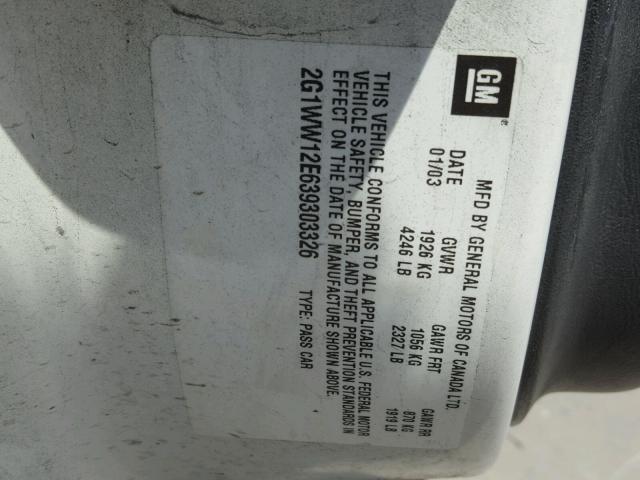 GM
®
MFD BY GENERAL MOTORS OF CANADA LTD.
DATE GVWR GAWR FRT GAWR RR
01/03 1926 KG 1056 KG 870 KG
4246 LB 2327 LB 1919 LB
THIS VEHICLE CONFORMS TO ALL APPLICABLE U.S. FEDERAL MOTOR
VEHICLE SAFETY, BUMPER, AND THEFT PREVENTION STANDARDS IN
EFFECT ON THE DATE OF MANUFACTURE SHOWN ABOVE.
2G1WW12E639303326 TYPE: PASS CAR